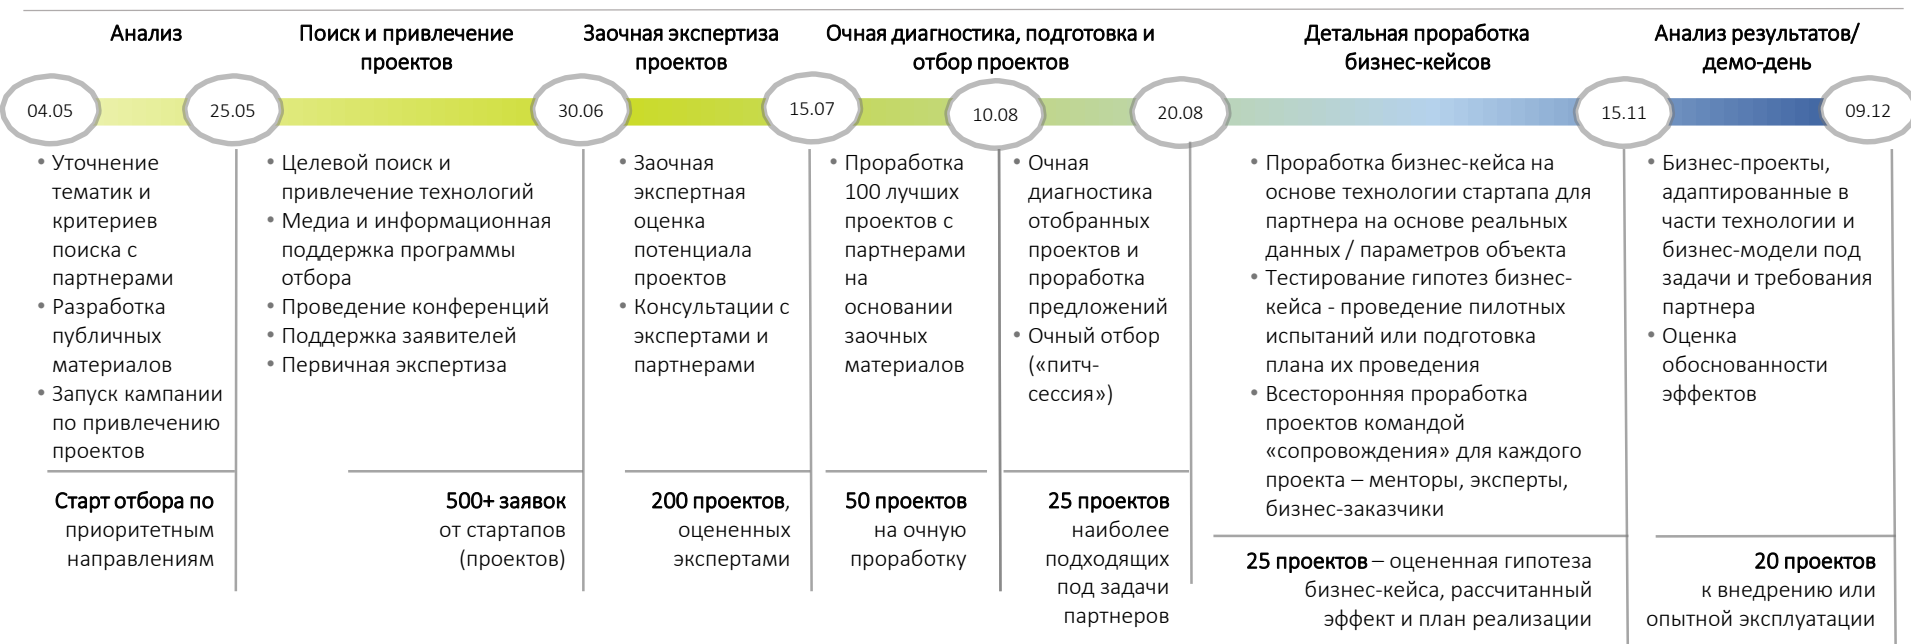 Анализ
Поиск и привлечение
проектов
Заочная экспертиза
проектов
Очная диагностика, подготовка и
отбор проектов
Детальная проработка
бизнес-кейсов
Анализ результатов/
демо-день
04.05
25.05
30.06
15.07
10.08
20.08
15.11
09.12
• Уточнение
тематик и
критериев
поиска с
партнерами
• Разработка
публичных
материалов
• Запуск кампании
по привлечению
проектов
Старт отбора по
приоритетным
направлениям
• Целевой поиск и
привлечение технологий
• Медиа и информационная
поддержка программы
отбора
• Проведение конференций
• Поддержка заявителей
• Первичная экспертиза
500+ заявок
от стартапов
(проектов)
• Заочная
экспертная
оценка
потенциала
проектов
• Консультации с
экспертами и
партнерами
200 проектов,
оцененных
экспертами
• Проработка
100 лучших
проектов с
партнерами
на
основании
заочных
материалов
50 проектов
на очную
проработку
• Очная
диагностика
отобранных
проектов и
проработка
предложений
• Очный отбор
(«питч-
сессия»)
25 проектов
наиболее
подходящих
под задачи
партнеров
• Проработка бизнес-кейса на
основе технологии стартапа для
партнера на основе реальных
данных / параметров объекта
• Тестирование гипотез бизнес-
кейса - проведение пилотных
испытаний или подготовка
плана их проведения
• Всесторонняя проработка
проектов командой
«сопровождения» для каждого
проекта – менторы, эксперты,
бизнес-заказчики
25 проектов – оцененная гипотеза
бизнес-кейса, рассчитанный
эффект и план реализации
• Бизнес-проекты,
адаптированные в
части технологии и
бизнес-модели под
задачи и требования
партнера
• Оценка
обоснованности
эффектов
20 проектов
к внедрению или
опытной эксплуатации